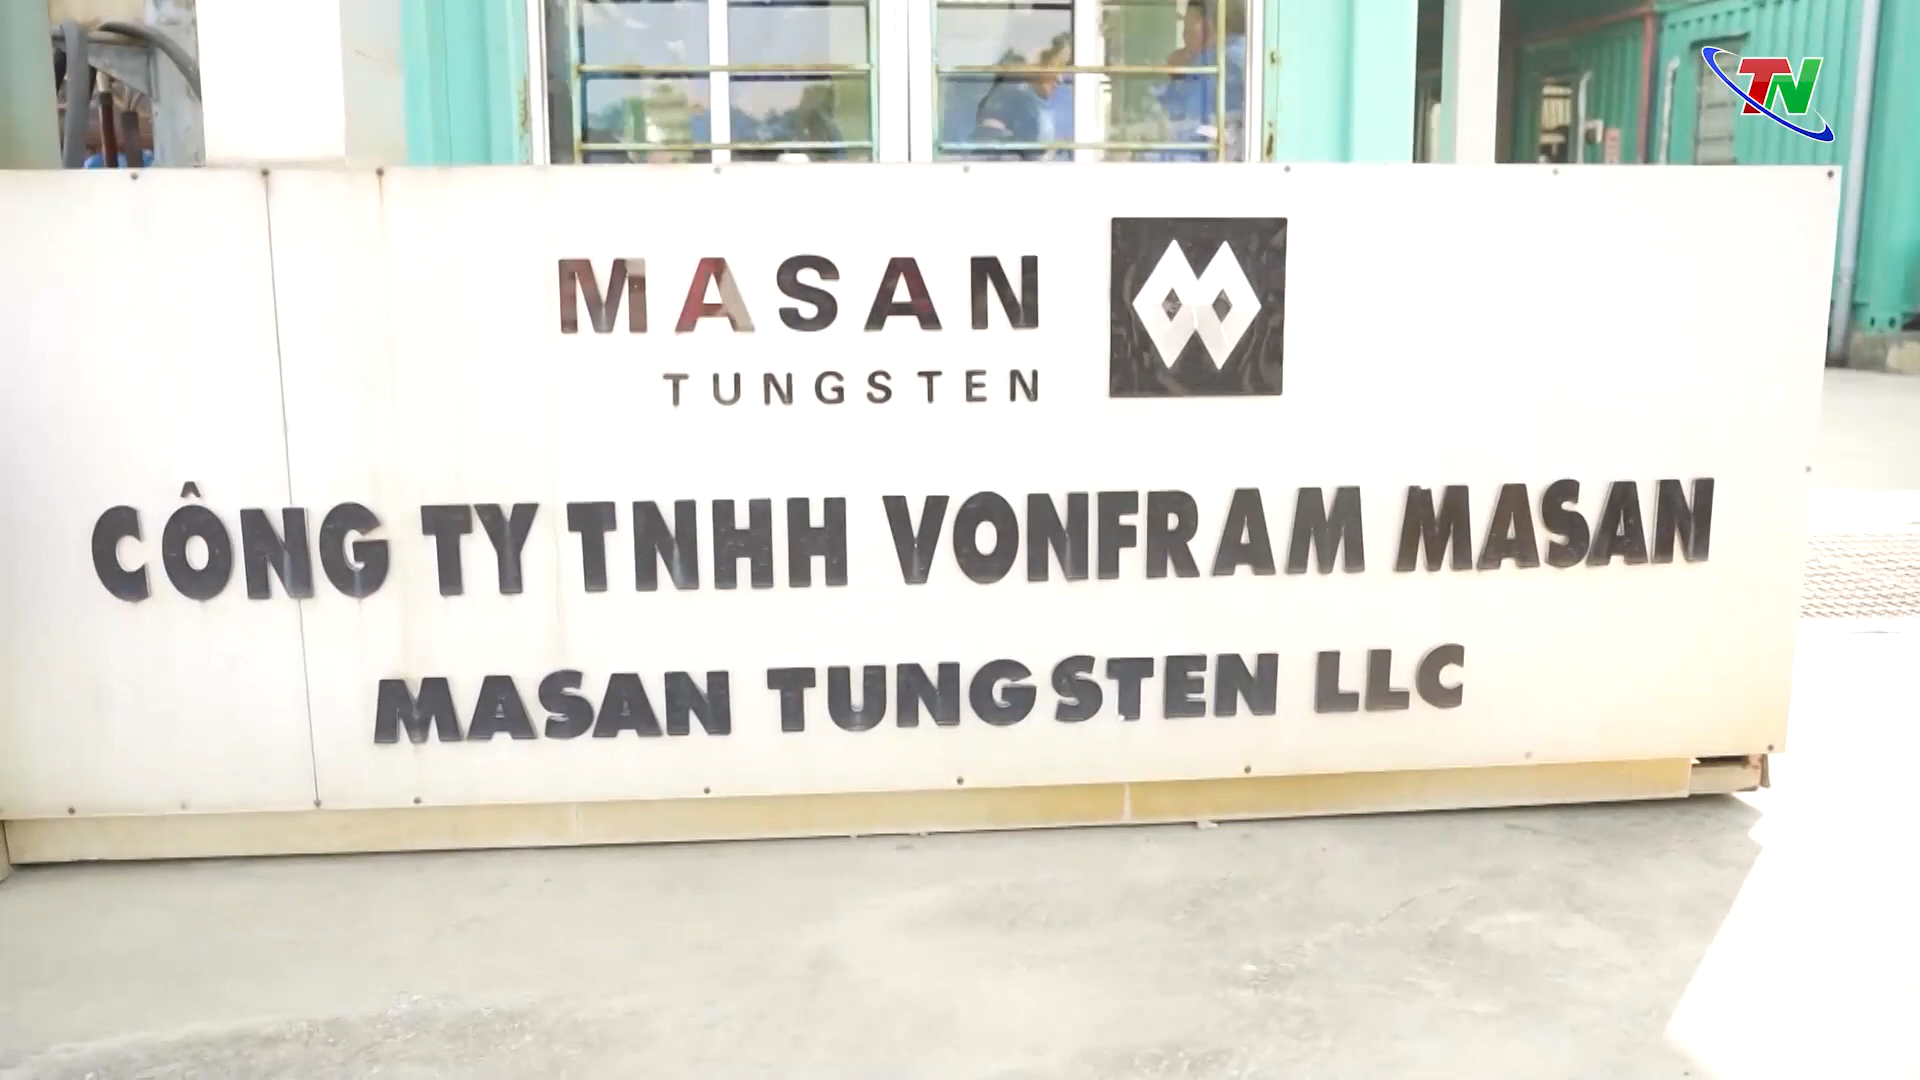 TN
MASAN
TUNGSTEN
CÔNG TY TNHH VONFRAM MASAN
MASAN TUNGSTEN LLC